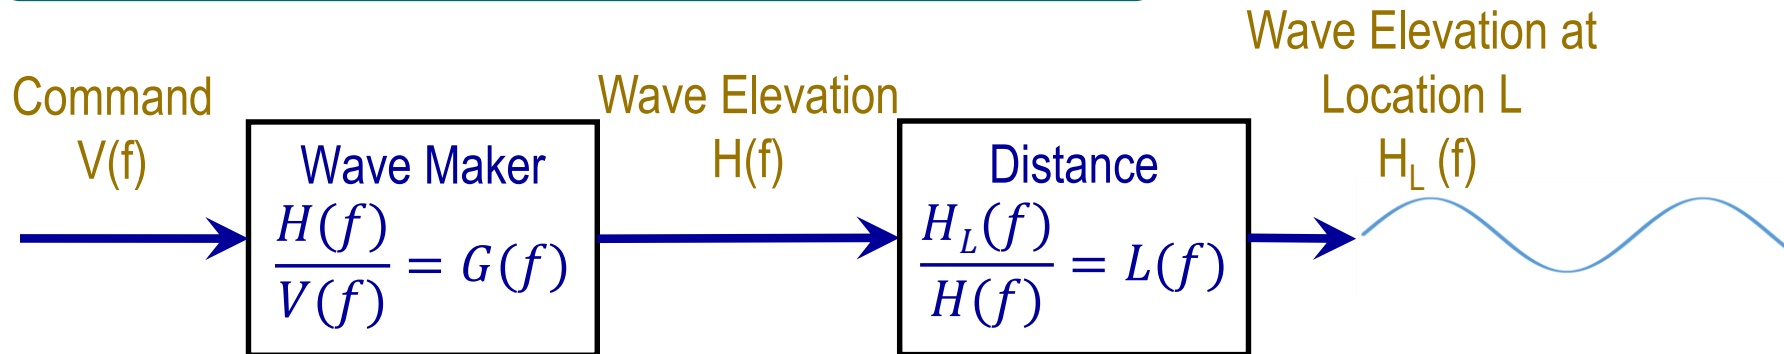 Command
V(f)
Wave Maker
H(f)
V(f)
= G(f)
Wave Elevation
H(f)
Distance
H_L(f)
H(f)
= L(f)
Wave Elevation at
Location L
H_L (f)